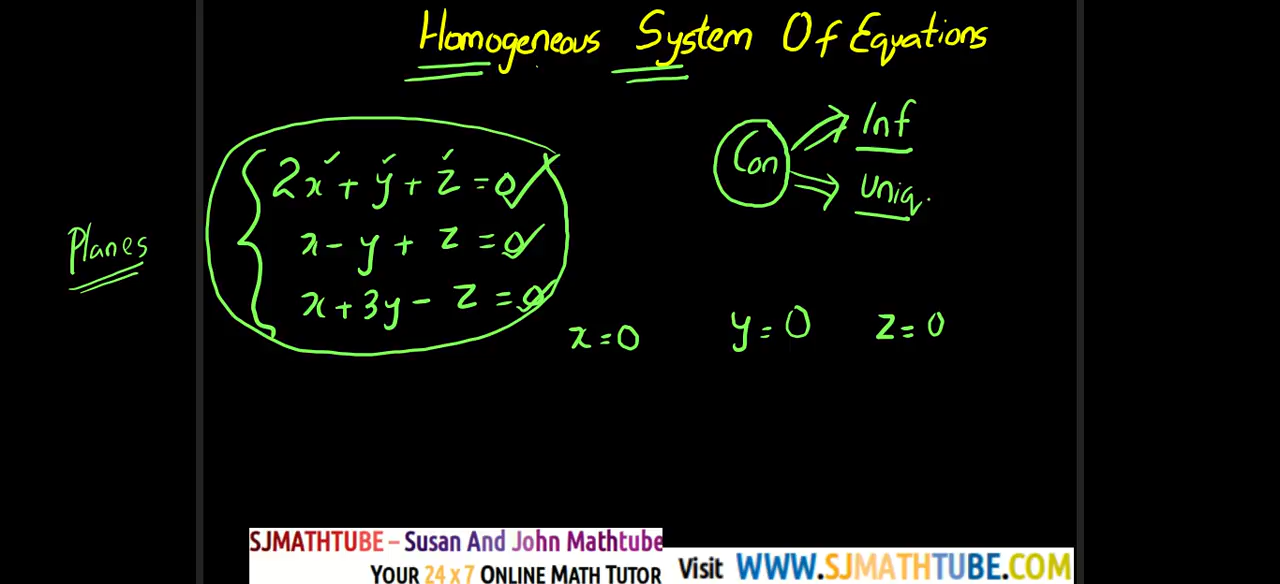 Homogeneous System Of Equations
Con
Inf
Uniq.
Planes
2x + y + z = 0
x - y + z = 0
x + 3y - z = 0
x = 0 y = 0 z = 0
SJMATHTUBE – Susan And John Mathtube
YOUR 24 x 7 ONLINE MATH TUTOR
Visit WWW.SJMATHTUBE.COM